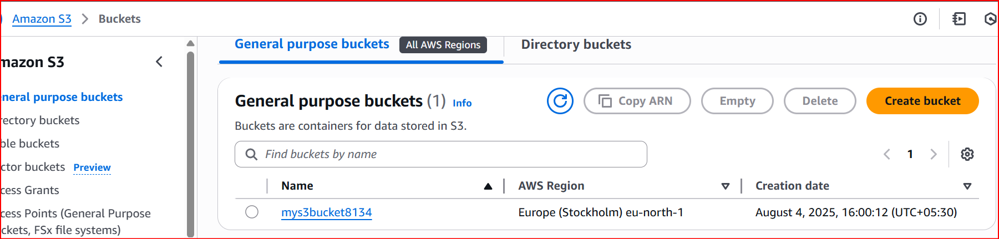 Amazon S3 > Buckets
mazon S3
neral purpose buckets
rectory buckets
ble buckets
ctor buckets Preview
cess Grants
cess Points (General Purpose
ckets, FSx file systems)
General purpose buckets All AWS Regions
Directory buckets
General purpose buckets (1) Info
Copy ARN
Empty
Delete
Create bucket
Buckets are containers for data stored in S3.
Find buckets by name
1
Name AWS Region Creation date
mys3bucket8134 Europe (Stockholm) eu-north-1 August 4, 2025, 16:00:12 (UTC+05:30)